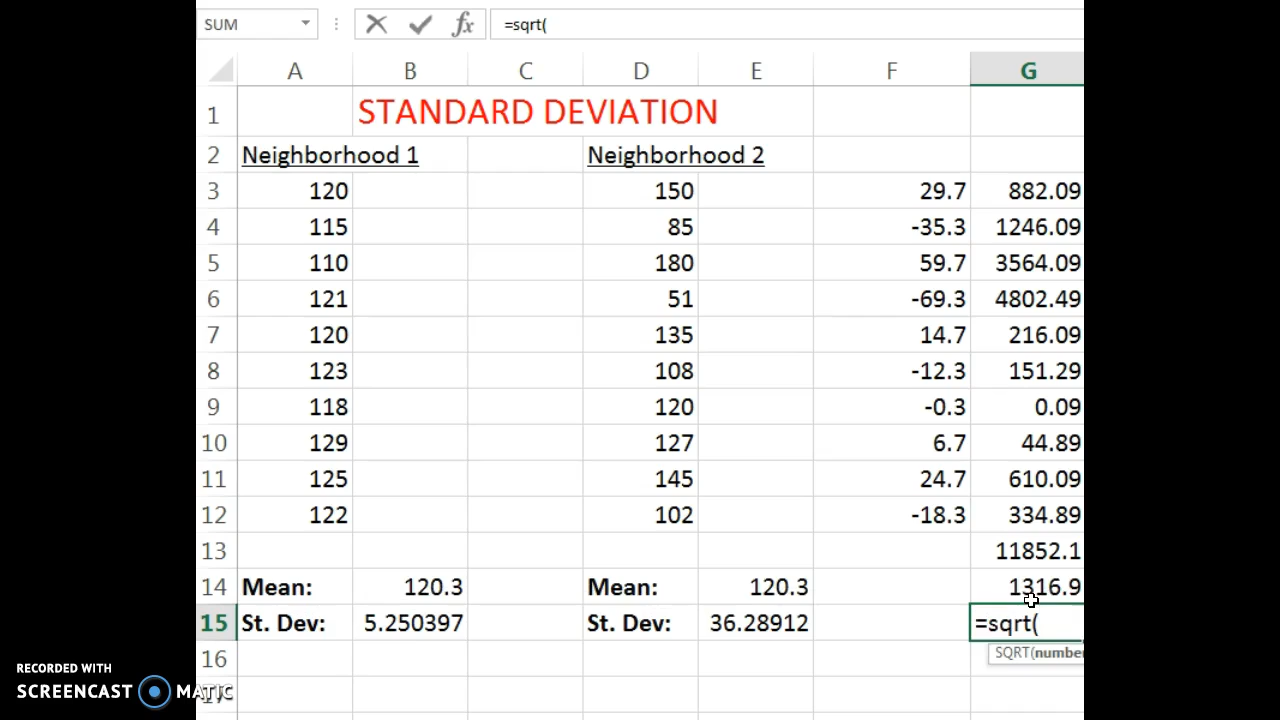 SUM fx =sqrt(
A B C D E F G
1 STANDARD DEVIATION
2 Neighborhood 1 Neighborhood 2
3 120 150 29.7 882.09
4 115 85 -35.3 1246.09
5 110 180 59.7 3564.09
6 121 51 -69.3 4802.49
7 120 135 14.7 216.09
8 123 108 -12.3 151.29
9 118 120 -0.3 0.09
10 129 127 6.7 44.89
11 125 145 24.7 610.09
12 122 102 -18.3 334.89
13 11852.1
14 Mean: 120.3 Mean: 120.3 1316.9
15 St. Dev: 5.250397 St. Dev: 36.28912 =sqrt(
16 SQRT(number
RECORDED WITH
SCREENCAST MATIC